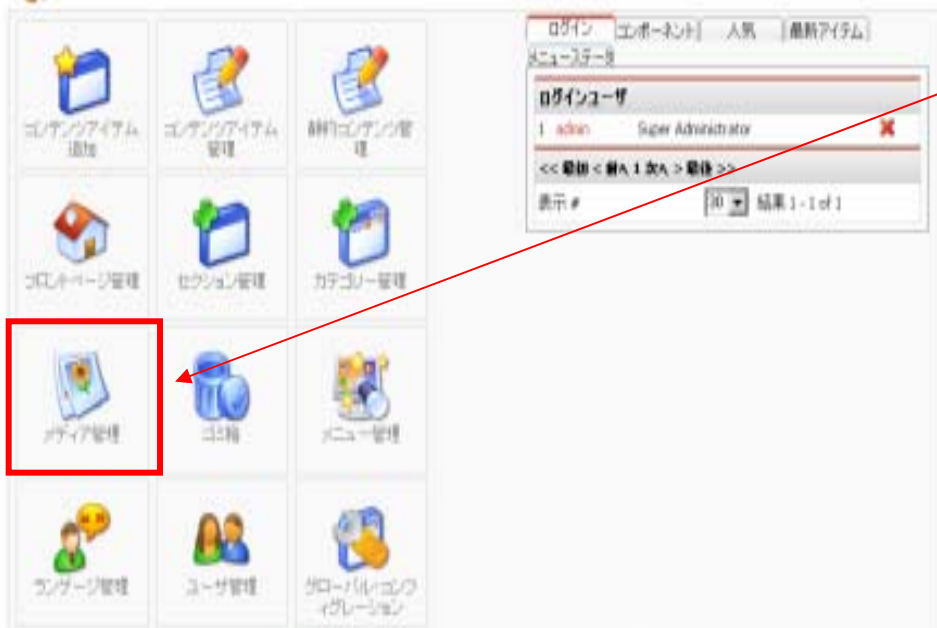 コンテンツアイテム
追加
コンテンツアイテム
管理
静的コンテンツ管
理
フロントページ管理
セクション管理
カテゴリー管理
メディア管理
ゴミ箱
メニュー管理
ランゲージ管理
ユーザ管理
グローバル・コンフ
ィグレーション
ログイン
コンポーネント
人気
最新アイテム
メニューステータ
ログインユーザ
1 admin Super Administrator
<< 最初 < 前へ 1 次へ > 最後 >>
表示 # 30 結果 1 - 1 of 1